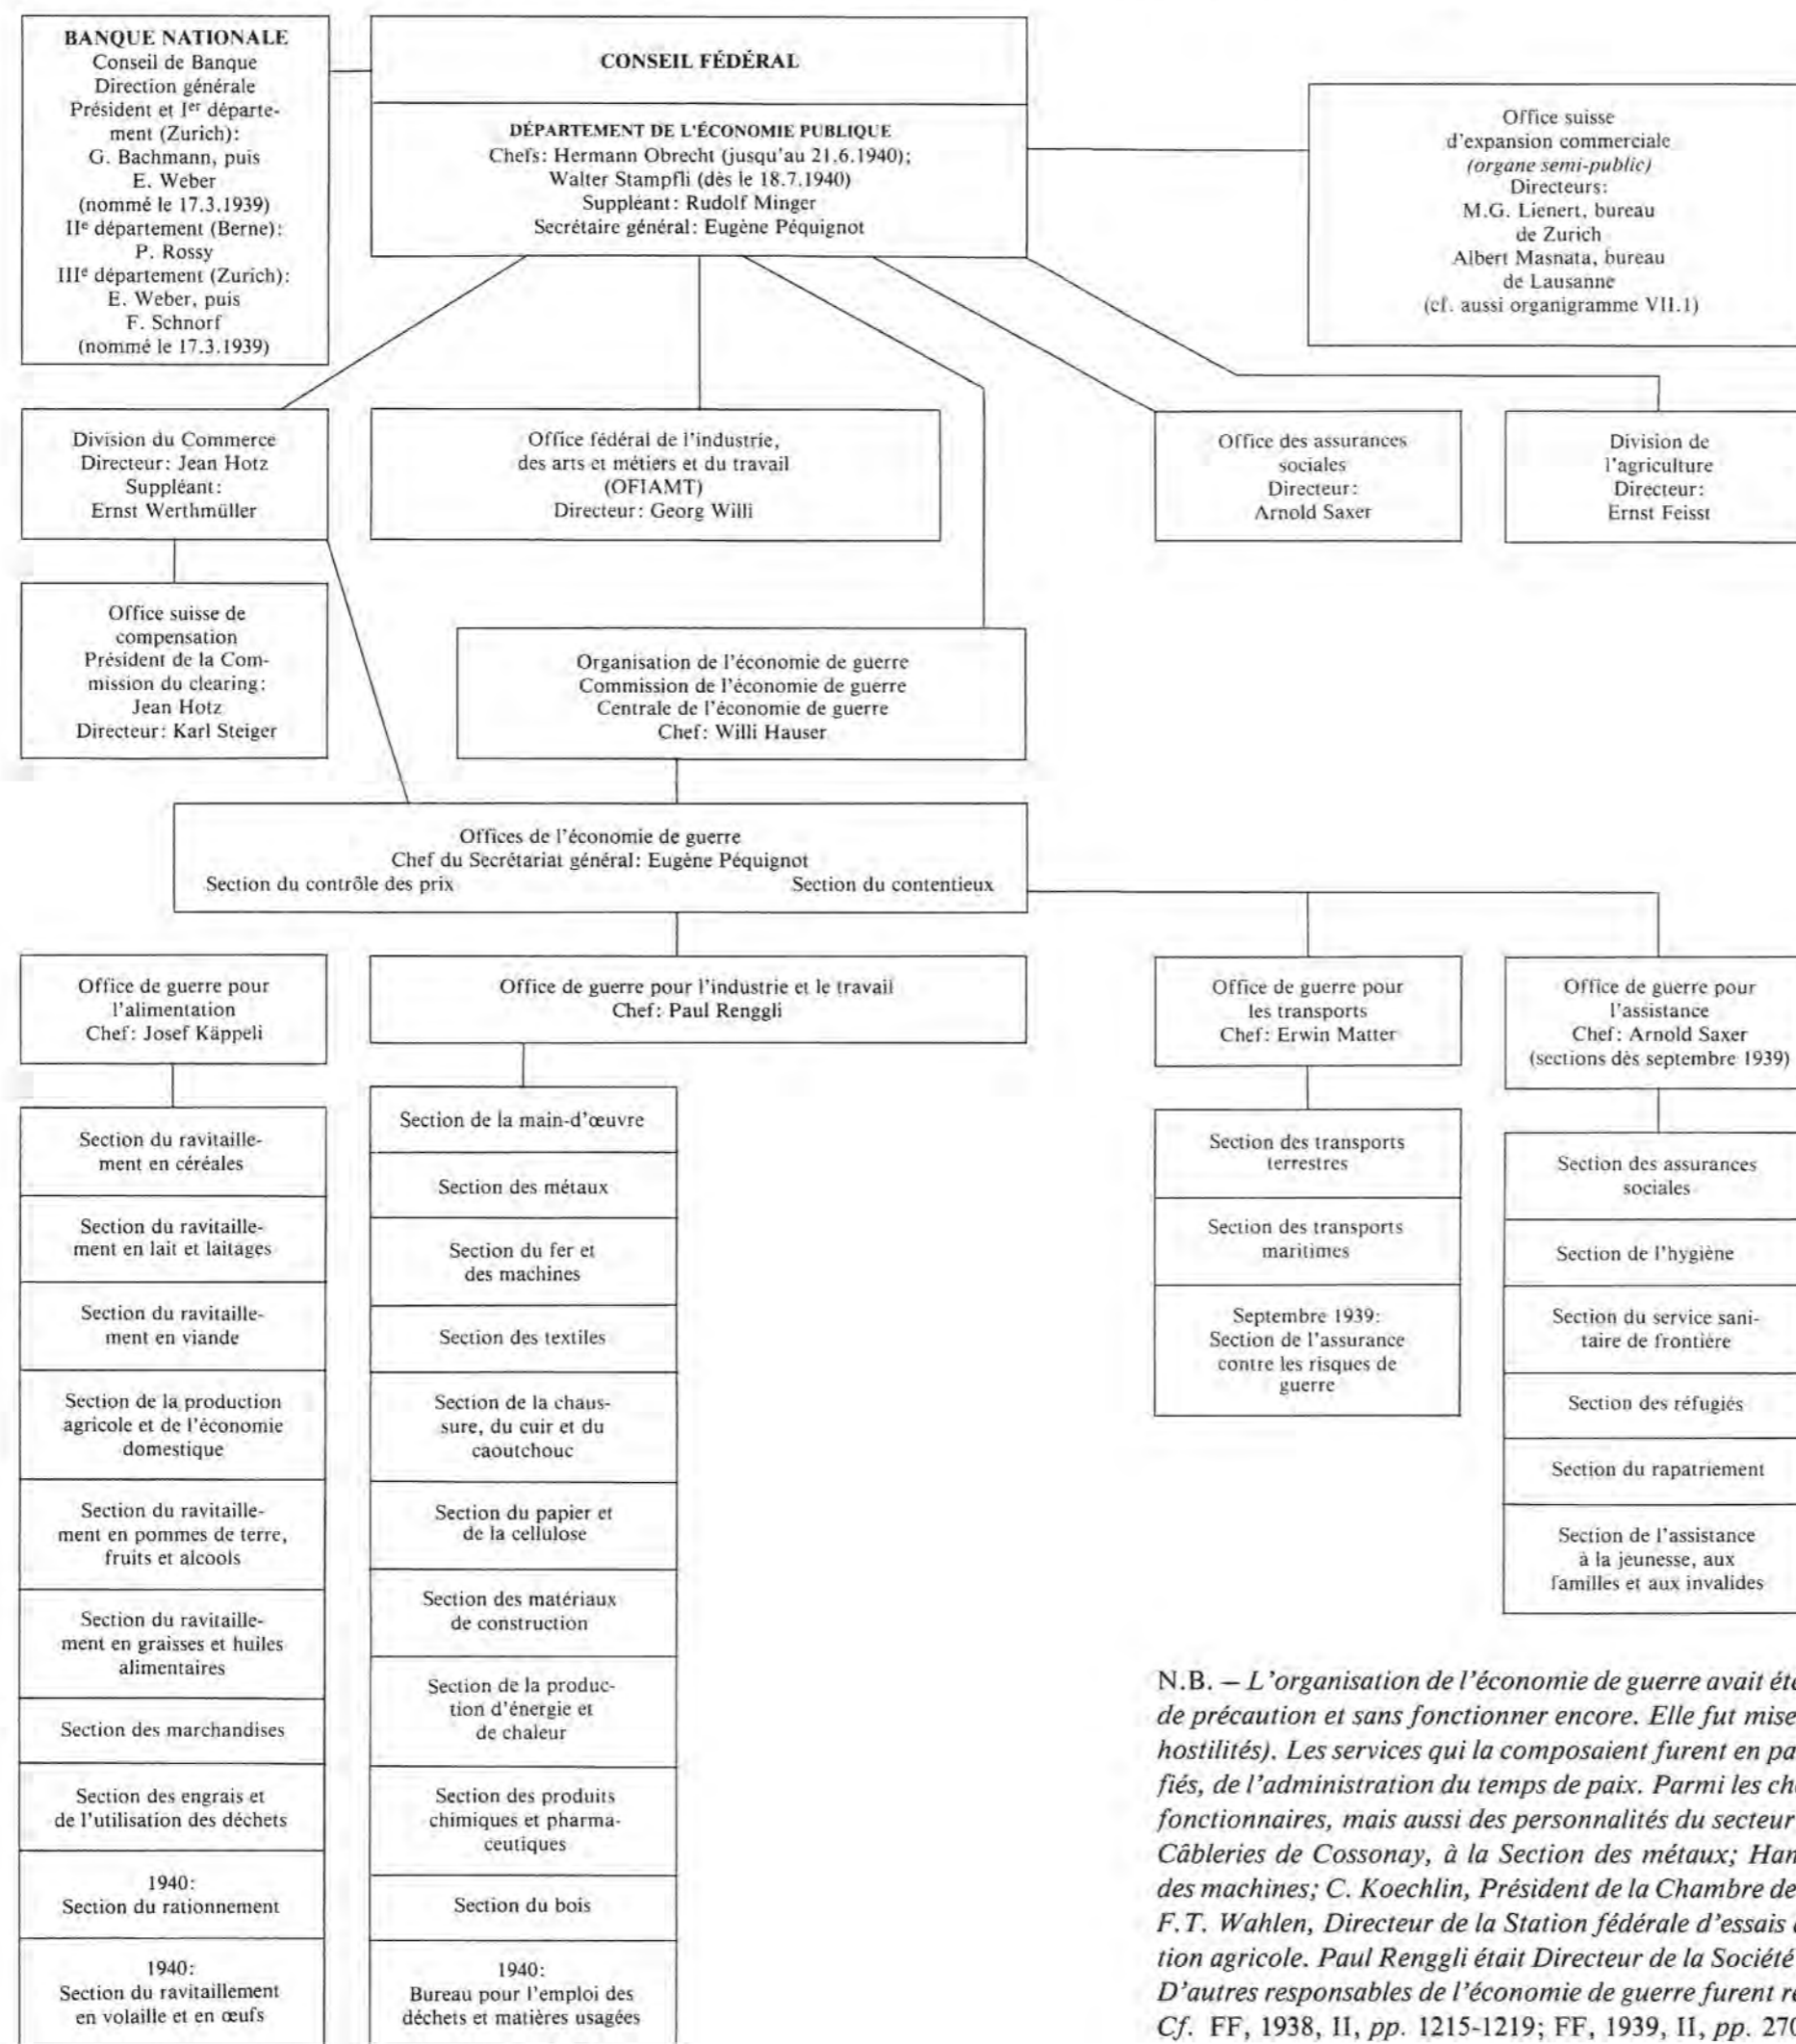 BANQUE NATIONALE
Conseil de Banque
Direction générale
Président et Ier départe-
ment (Zurich):
G. Bachmann, puis
E. Weber
(nommé le 17.3.1939)
IIe département (Berne):
P. Rossy
IIIe département (Zurich):
E. Weber, puis
F. Schnorf
(nommé le 17.3.1939)
CONSEIL FÉDÉRAL
DÉPARTEMENT DE L'ÉCONOMIE PUBLIQUE
Chefs: Hermann Obrecht (jusqu'au 21.6.1940);
Walter Stampfli (dès le 18.7.1940)
Suppléant: Rudolf Minger
Secrétaire général: Eugène Péquignot
Office suisse
d'expansion commerciale
(organe semi-public)
Directeurs:
M.G. Lienert, bureau
de Zurich
Albert Masnata, bureau
de Lausanne
(cf. aussi organigramme VII.1)
Division du Commerce
Directeur: Jean Hotz
Suppléant:
Ernst Werthmüller
Office fédéral de l'industrie,
des arts et métiers et du travail
(OFIAMT)
Directeur: Georg Willi
Office des assurances
sociales
Directeur:
Arnold Saxer
Division de
l'agriculture
Directeur:
Ernst Feisst
Office suisse de
compensation
Président de la Com-
mission du clearing:
Jean Hotz
Directeur: Karl Steiger
Organisation de l'économie de guerre
Commission de l'économie de guerre
Centrale de l'économie de guerre
Chef: Willi Hauser
Offices de l'économie de guerre
Chef du Secrétariat général: Eugène Péquignot
Section du contrôle des prix Section du contentieux
Office de guerre pour
l'alimentation
Chef: Josef Käppeli
Section du ravitaille-
ment en céréales
Section du ravitaille-
ment en lait et laitages
Section du ravitaille-
ment en viande
Section de la production
agricole et de l'économie
domestique
Section du ravitaille-
ment en pommes de terre,
fruits et alcools
Section du ravitaille-
ment en graisses et huiles
alimentaires
Section des marchandises
Section des engrais et
de l'utilisation des déchets
1940:
Section du rationnement
1940:
Section du ravitaillement
en volaille et en œufs
Office de guerre pour l'industrie et le travail
Chef: Paul Renggli
Section de la main-d'œuvre
Section des métaux
Section du fer et
des machines
Section des textiles
Section de la chaus-
sure, du cuir et du
caoutchouc
Section du papier et
de la cellulose
Section des matériaux
de construction
Section de la produc-
tion d'énergie et
de chaleur
Section des produits
chimiques et pharma-
ceutiques
Section du bois
1940:
Bureau pour l'emploi des
déchets et matières usagées
Office de guerre pour
les transports
Chef: Erwin Matter
Section des transports
terrestres
Section des transports
maritimes
Septembre 1939:
Section de l'assurance
contre les risques de
guerre
Office de guerre pour
l'assistance
Chef: Arnold Saxer
(sections dès septembre 1939)
Section des assurances
sociales
Section de l'hygiène
Section du service sani-
taire de frontière
Section des réfugiés
Section du rapatriement
Section de l'assistance
à la jeunesse, aux
familles et aux invalides
N.B. – L'organisation de l'économie de guerre avait été
de précaution et sans fonctionner encore. Elle fut mise
hostilités). Les services qui la composaient furent en pa
fiés, de l'administration du temps de paix. Parmi les ch
fonctionnaires, mais aussi des personnalités du secteur
Câbleries de Cossonay, à la Section des métaux; Han
des machines; C. Koechlin, Président de la Chambre de
F.T. Wahlen, Directeur de la Station fédérale d'essais
tion agricole. Paul Renggli était Directeur de la Société
D'autres responsables de l'économie de guerre furent re
Cf. FF, 1938, II, pp. 1215-1219; FF, 1939, II, pp. 270